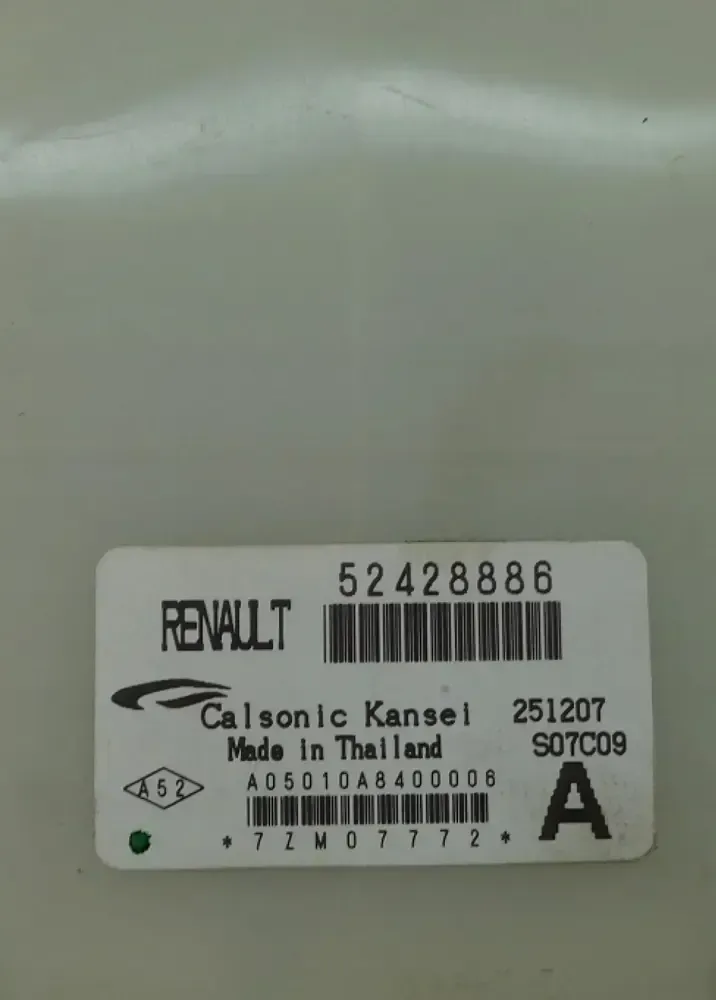 52428886
RENAULT
Calsonic Kansei 251207
Made in Thailand S07C09
A52 A05010A8400006
A
*7ZM07772*